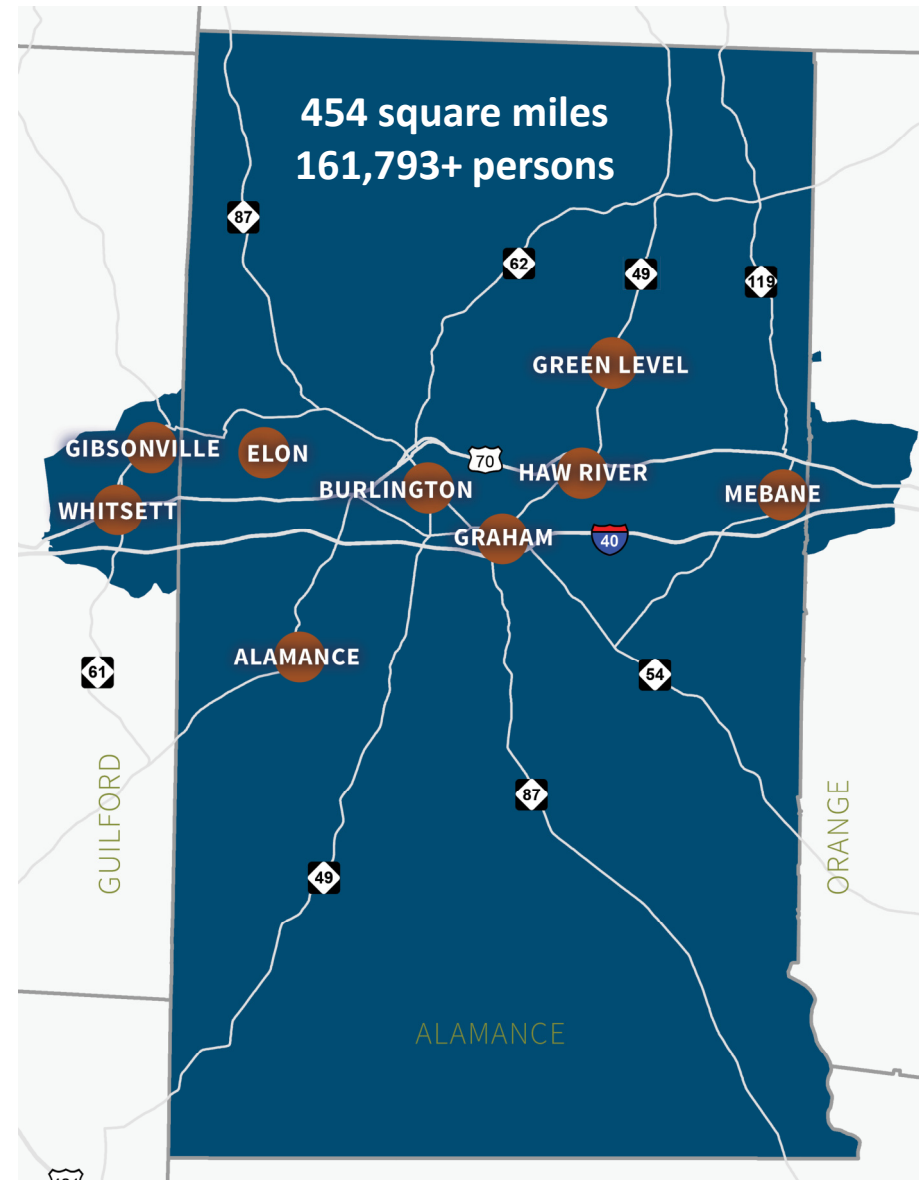 454 square miles
161,793+ persons
87
62
49
119
GREEN LEVEL
GIBSONVILLE
ELON
70
HAW RIVER
BURLINGTON
MEBANE
WHITSETT
GRAHAM
40
ALAMANCE
61
54
GUILFORD
87
ORANGE
49
ALAMANCE